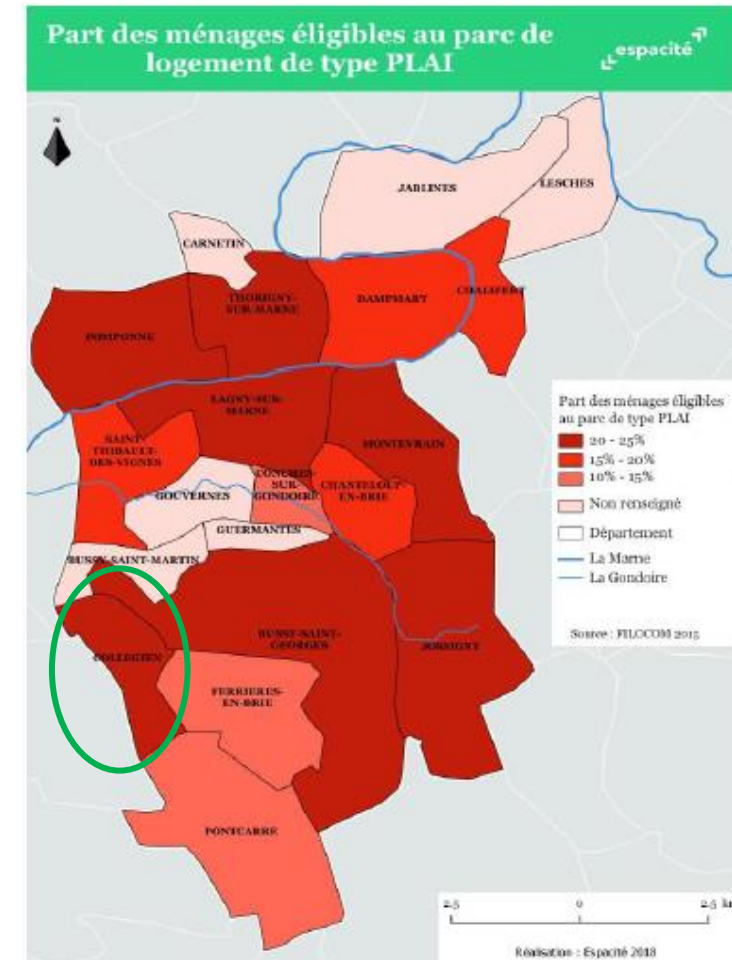 Part des ménages éligibles au parc de
logement de type PLAI
espacité
N
JABLINES
LESCHES
CARNETIN
CHALIFERT
THORIGNY-
SUR-MARNE
DAMPMART
POMPONNE
LAGNY-SUR-
MARNE
MONTEVRAIN
SAINT-
THIBAULT-
DES-VIGNES
CONCHES-
SUR-
GONDOIRE
CHANTELOUP-
EN-BRIE
GOUVERNES
GUERMANTES
BUSSY-SAINT-MARTIN
BUSSY-SAINT-
GEORGES
JOSSIGNY
COLLEGIEN
FERRIERES-
EN-BRIE
PONTCARRE
Part des ménages éligibles
au parc de type PLAI
20 - 25%
15% - 20%
10% - 15%
Non renseigné
Département
La Marne
La Gondoire
Source : FILOCOM 2015
2.5 0 2.5 km
Réalisation : Espacité 2018